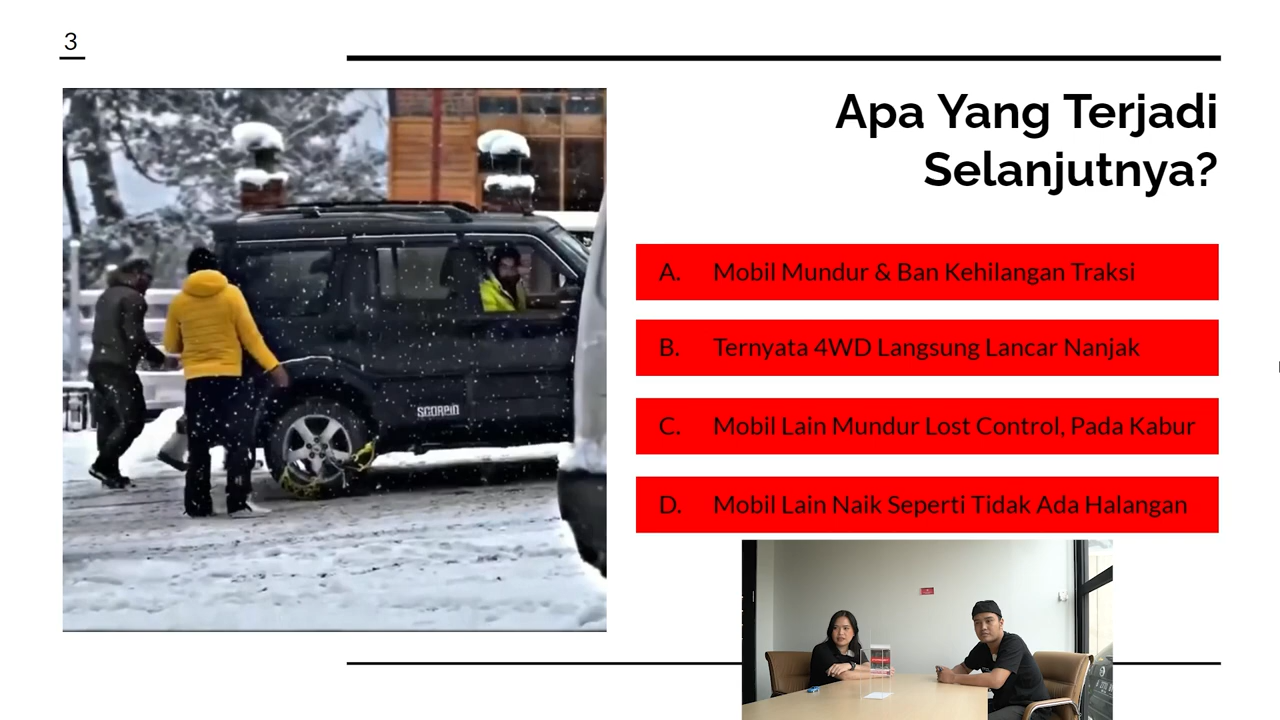 3
Apa Yang Terjadi
Selanjutnya?
A. Mobil Mundur & Ban Kehilangan Traksi
B. Ternyata 4WD Langsung Lancar Nanjak
C. Mobil Lain Mundur Lost Control, Pada Kabur
D. Mobil Lain Naik Seperti Tidak Ada Halangan
SCORPIO